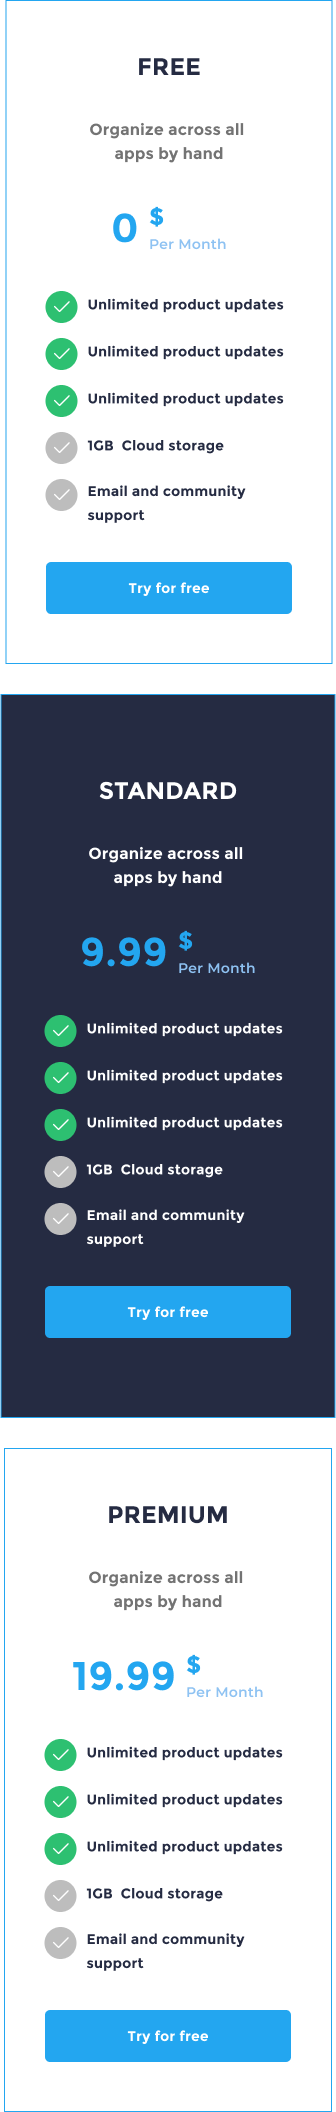 FREE
Organize across all
apps by hand
0 $
Per Month
Unlimited product updates
Unlimited product updates
Unlimited product updates
1GB  Cloud storage
Email and community
support
Try for free
STANDARD
Organize across all
apps by hand
9.99 $
Per Month
Unlimited product updates
Unlimited product updates
Unlimited product updates
1GB  Cloud storage
Email and community
support
Try for free
PREMIUM
Organize across all
apps by hand
19.99 $
Per Month
Unlimited product updates
Unlimited product updates
Unlimited product updates
1GB  Cloud storage
Email and community
support
Try for free